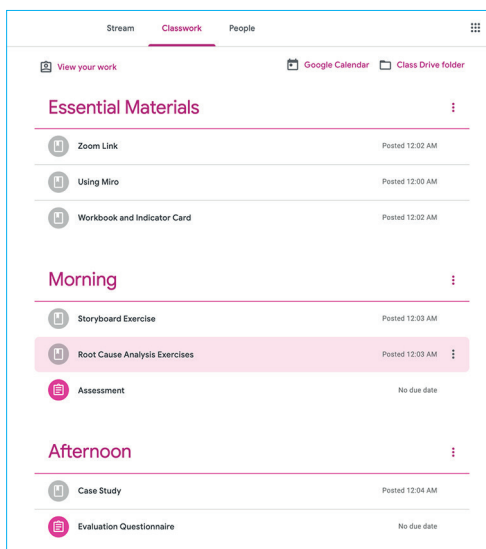 Stream Classwork People
View your work Google Calendar Class Drive folder
Essential Materials
Zoom Link Posted 12:02 AM
Using Miro Posted 12:00 AM
Workbook and Indicator Card Posted 12:02 AM
Morning
Storyboard Exercise Posted 12:03 AM
Root Cause Analysis Exercises Posted 12:03 AM
Assessment No due date
Afternoon
Case Study Posted 12:04 AM
Evaluation Questionnaire No due date